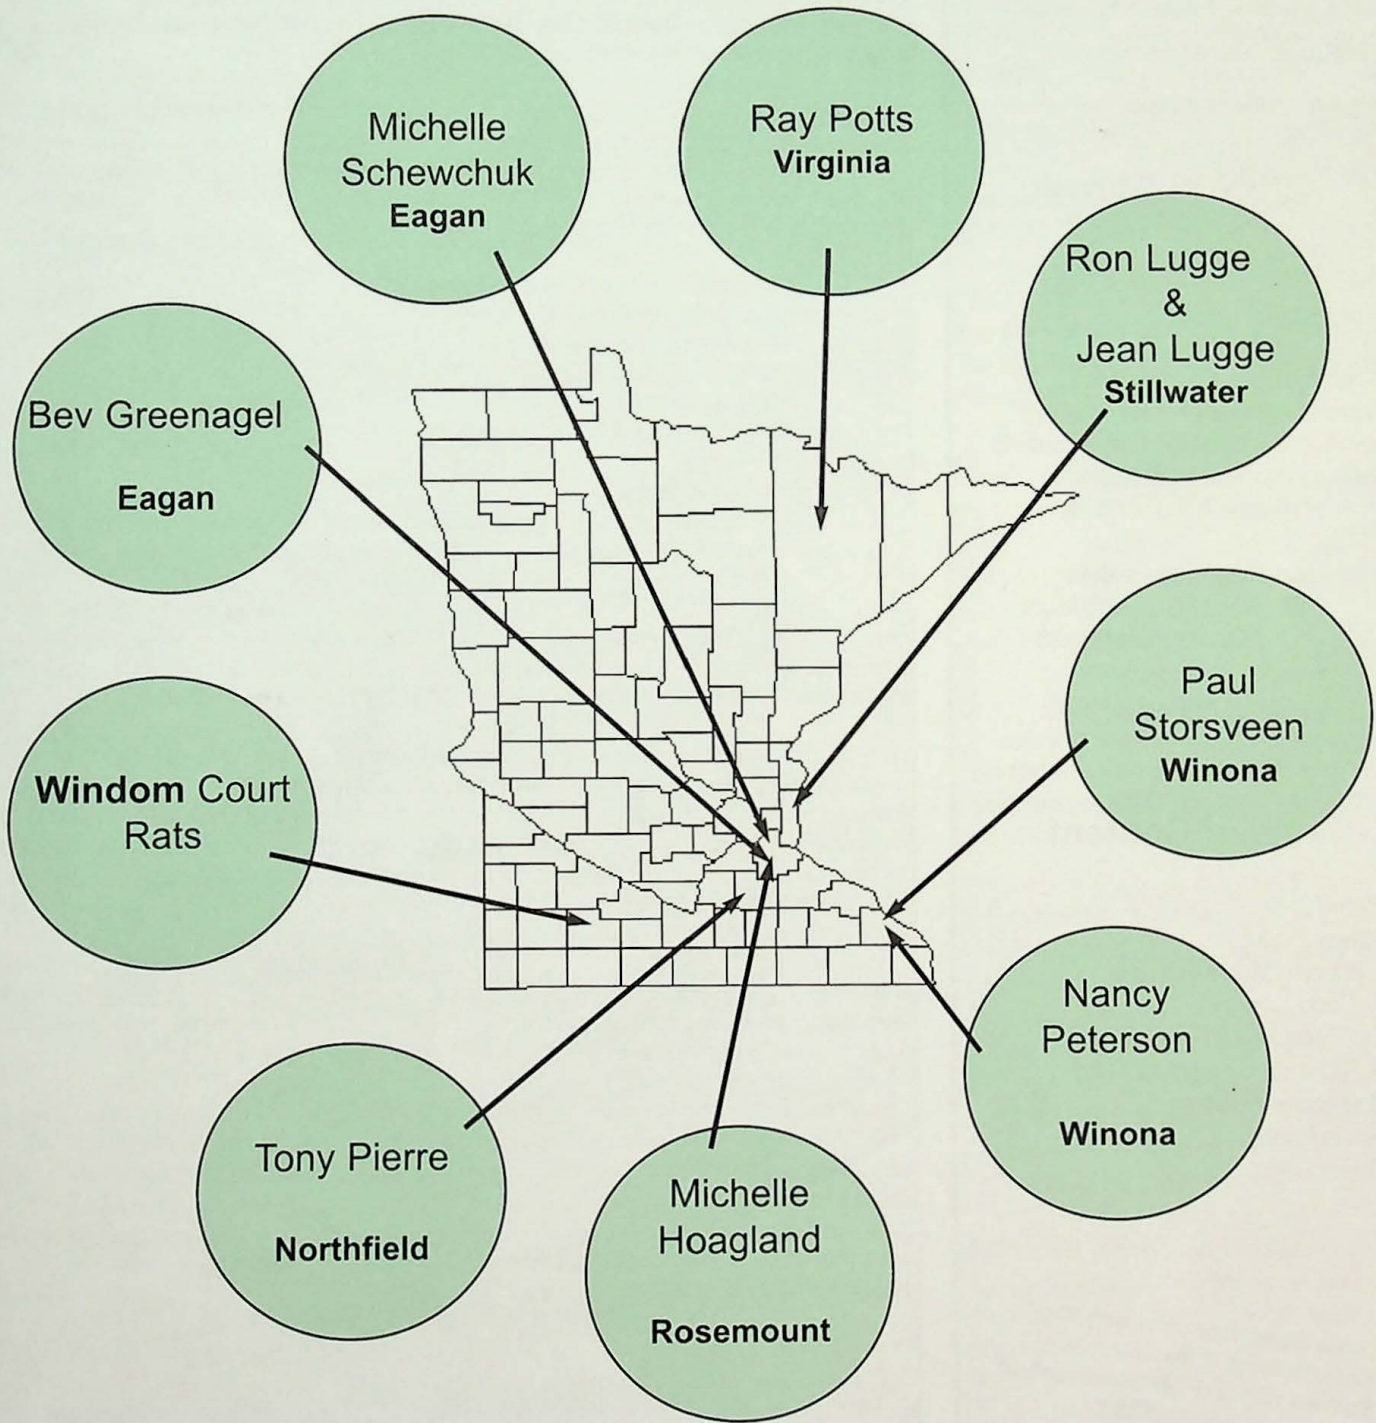 Michelle
Schewchuk
Eagan
Ray Potts
Virginia
Ron Lugge
&
Jean Lugge
Stillwater
Bev Greenagel
Eagan
Paul
Storsveen
Winona
Windom Court
Rats
Nancy
Peterson
Winona
Tony Pierre
Northfield
Michelle
Hoagland
Rosemount